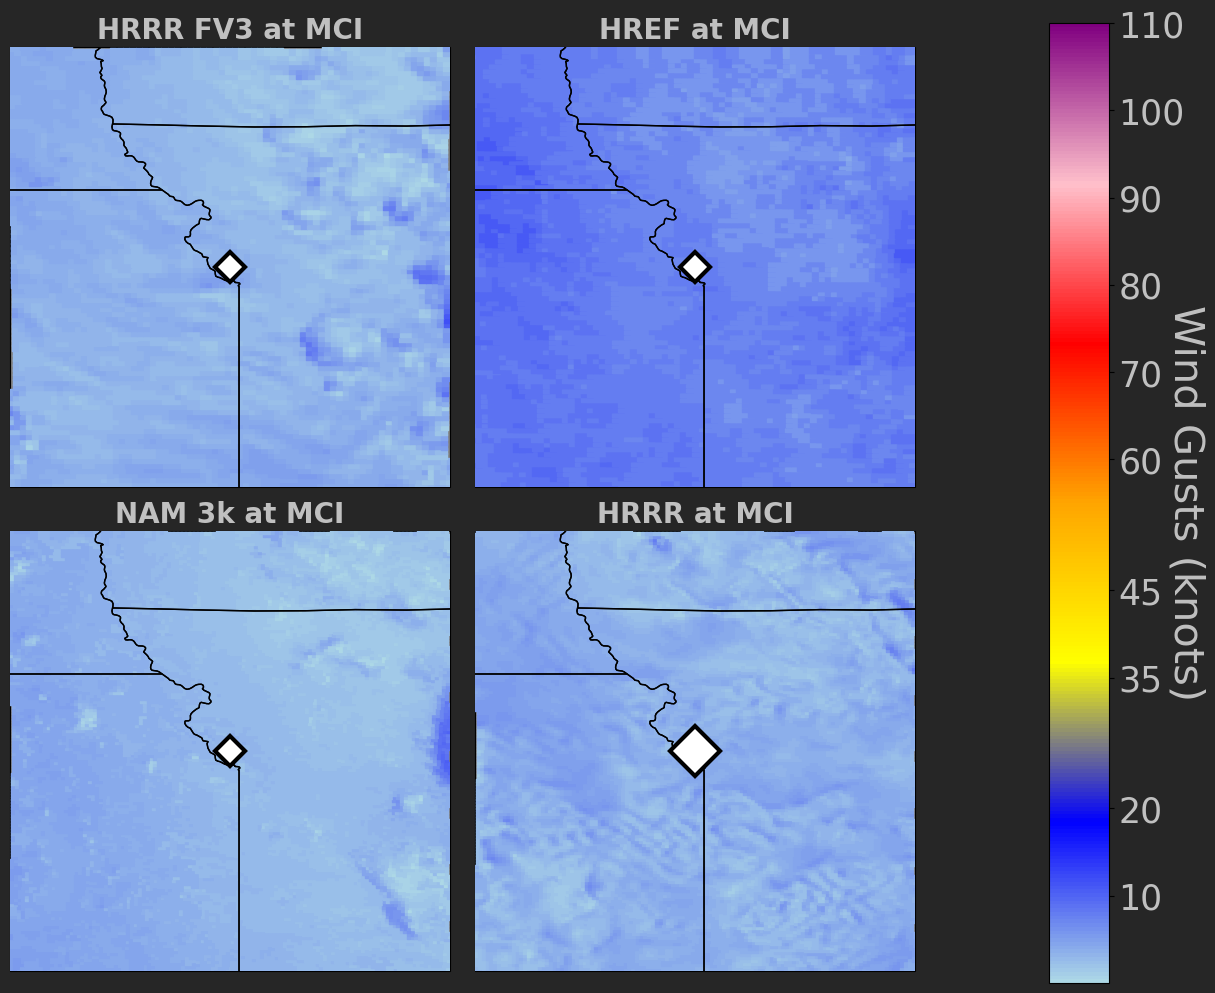 HRRR FV3 at MCI
HREF at MCI
NAM 3k at MCI
HRRR at MCI
110
100
90
80
70
60
45
35
20
10
Wind Gusts (knots)